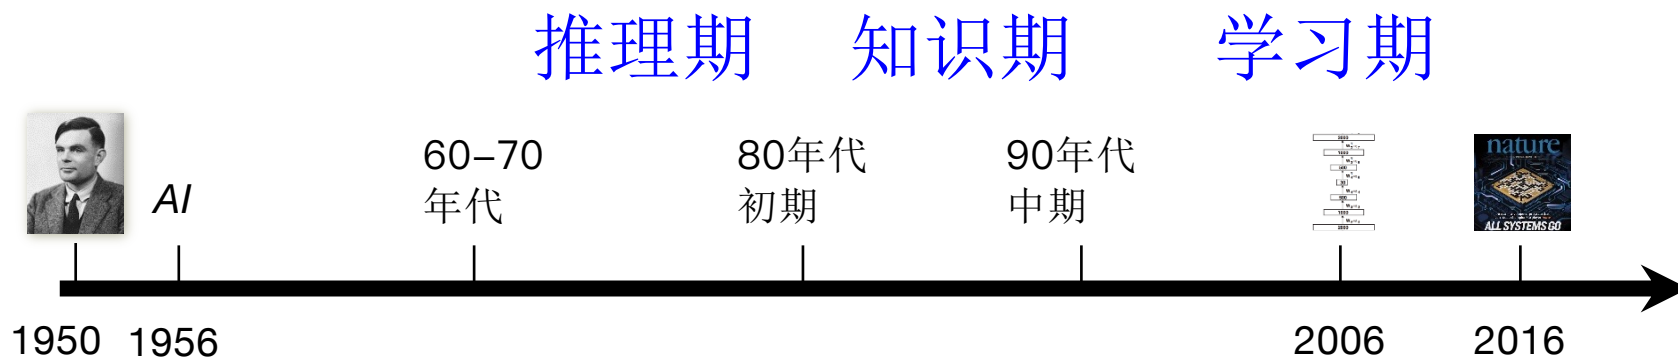 推理期 知识期 学习期
AI
60–70
年代
80年代
初期
90年代
中期
nature
ALL SYSTEMS GO
1950 1956 2006 2016